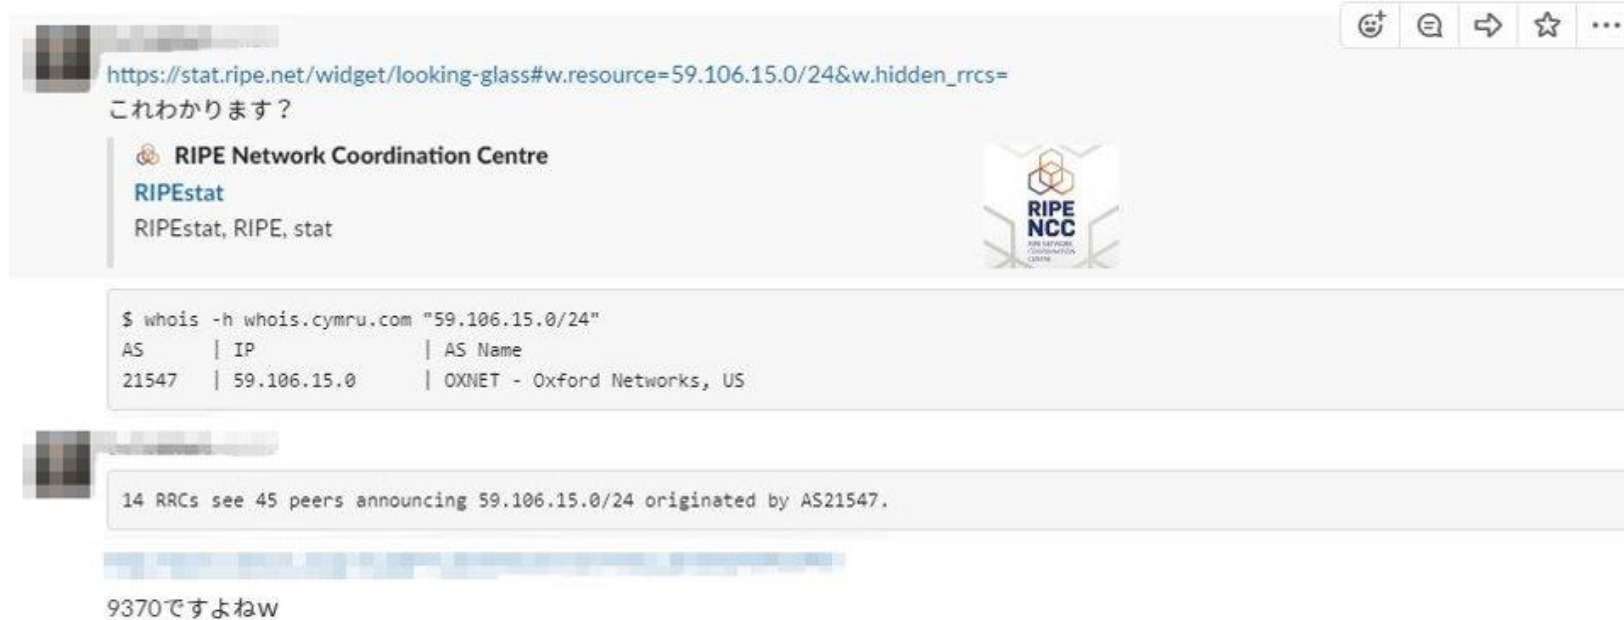 https://stat.ripe.net/widget/looking-glass#w.resource=59.106.15.0/24&w.hidden_rrcs=
これわかります？
RIPE Network Coordination Centre
RIPEstat
RIPEstat, RIPE, stat
RIPE
NCC
RIPE NETWORK
COORDINATION
CENTRE
$ whois -h whois.cymru.com "59.106.15.0/24"
AS | IP | AS Name
21547 | 59.106.15.0 | OXNET - Oxford Networks, US
14 RRCs see 45 peers announcing 59.106.15.0/24 originated by AS21547.
9370ですよねw